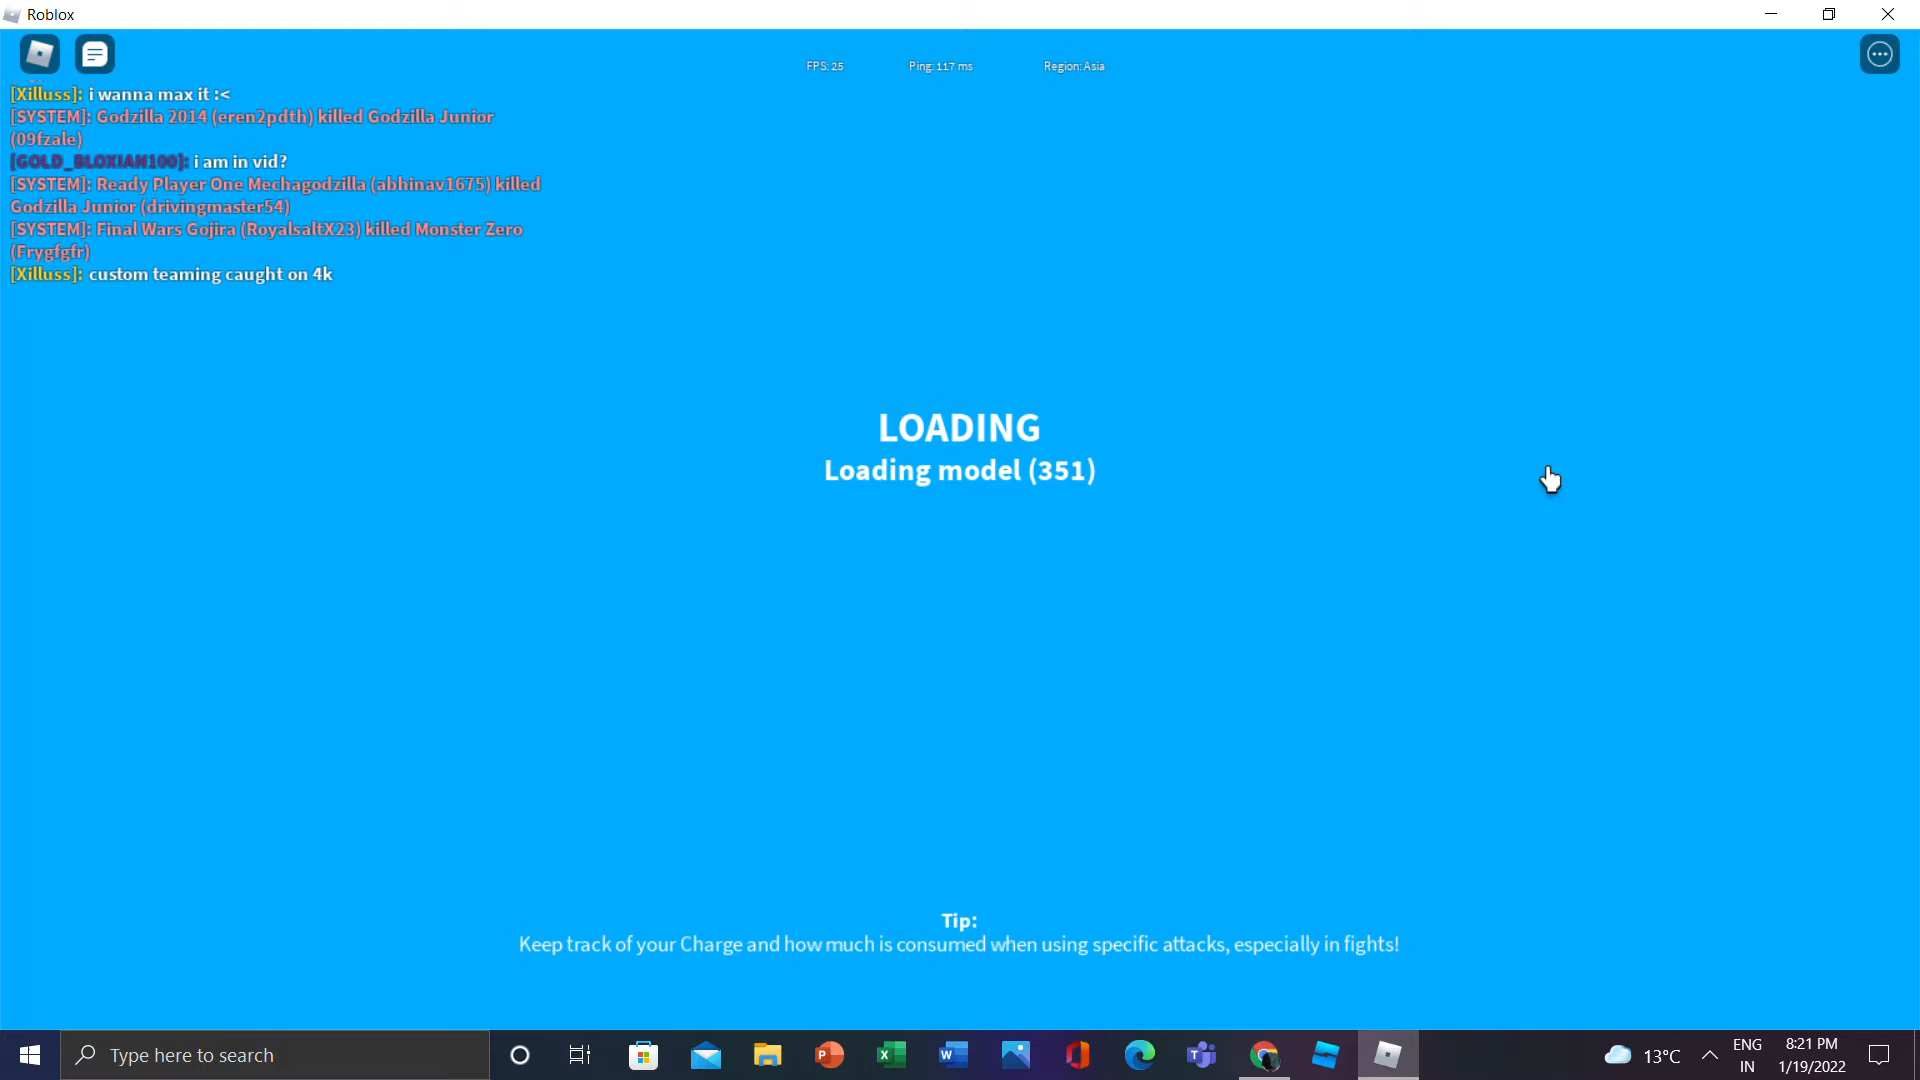 Roblox
FPS: 25 Ping: 117 ms Region: Asia
[Xilluss]: i wanna max it :<
[SYSTEM]: Godzilla 2014 (eren2pdth) killed Godzilla Junior
(09fzale)
[GOLD_BLOXIAN100]: i am in vid?
[SYSTEM]: Ready Player One Mechagodzilla (abhinav1675) killed
Godzilla Junior (drivingmaster54)
[SYSTEM]: Final Wars Gojira (RoyalsaltX23) killed Monster Zero
(Frygfgfr)
[Xilluss]: custom teaming caught on 4k
LOADING
Loading model (351)
Tip:
Keep track of your Charge and how much is consumed when using specific attacks, especially in fights!
Type here to search
13°C
ENG
IN
8:21 PM
1/19/2022